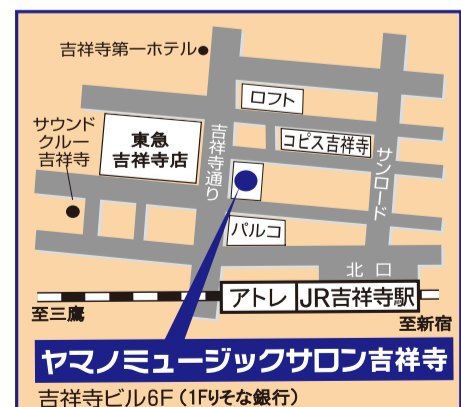 吉祥寺第一ホテル
ロフト
サウンド
クルー
吉祥寺
東急
吉祥寺店
吉祥寺通り
コピス吉祥寺
サンロード
パルコ
北口
アトレ
JR吉祥寺駅
至三鷹
至新宿
ヤマノミュージックサロン吉祥寺
吉祥寺ビル6F(1Fりそな銀行)